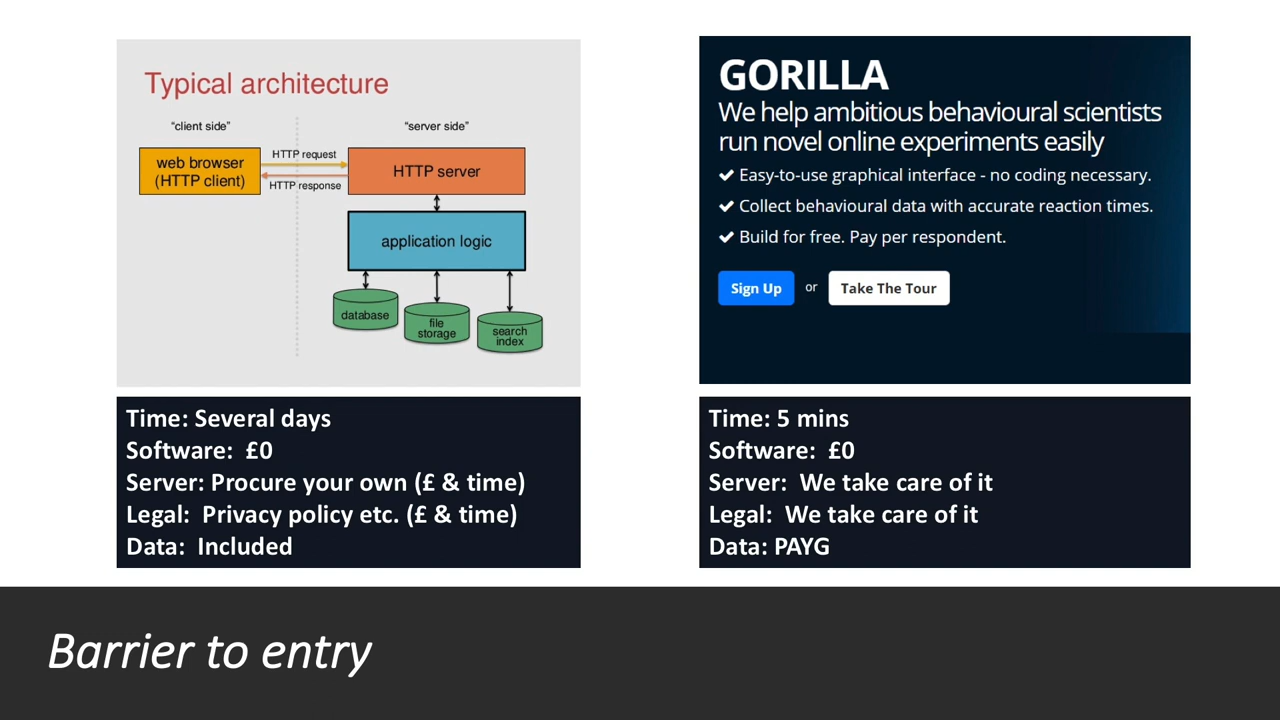 Typical architecture
“client side”
“server side”
web browser
(HTTP client)
HTTP request
HTTP response
HTTP server
application logic
database
file
storage
search
index
Time: Several days
Software:  £0
Server: Procure your own (£ & time)
Legal:  Privacy policy etc. (£ & time)
Data:  Included
GORILLA
We help ambitious behavioural scientists
run novel online experiments easily
✔ Easy-to-use graphical interface - no coding necessary.
✔ Collect behavioural data with accurate reaction times.
✔ Build for free. Pay per respondent.
Sign Up or Take The Tour
Time: 5 mins
Software:  £0
Server:  We take care of it
Legal:  We take care of it
Data: PAYG
Barrier to entry